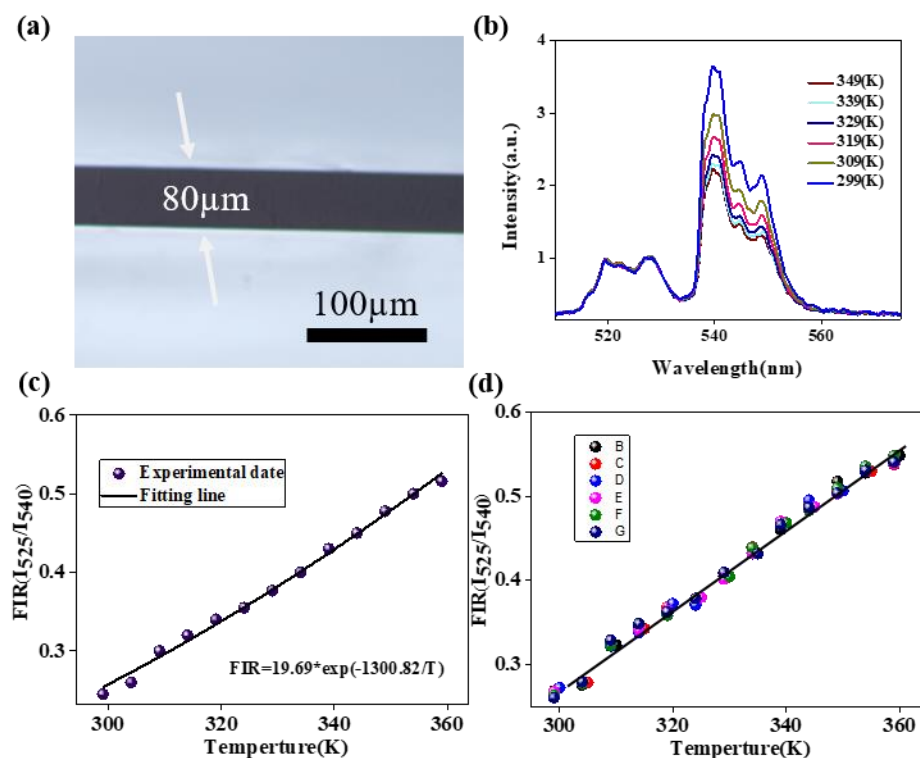 (a)
80μm
100μm
(b)
4
3
2
1
Intensity(a.u.)
349(K)
339(K)
329(K)
319(K)
309(K)
299(K)
520
540
560
Wavelength(nm)
(c)
0.6
0.5
0.4
0.3
FIR(I525/I540)
Experimental date
Fitting line
FIR=19.69*exp(-1300.82/T)
300
320
340
360
Temperture(K)
(d)
0.6
0.5
0.4
0.3
FIR(I525/I540)
B
C
D
E
F
G
300
320
340
360
Temperture(K)